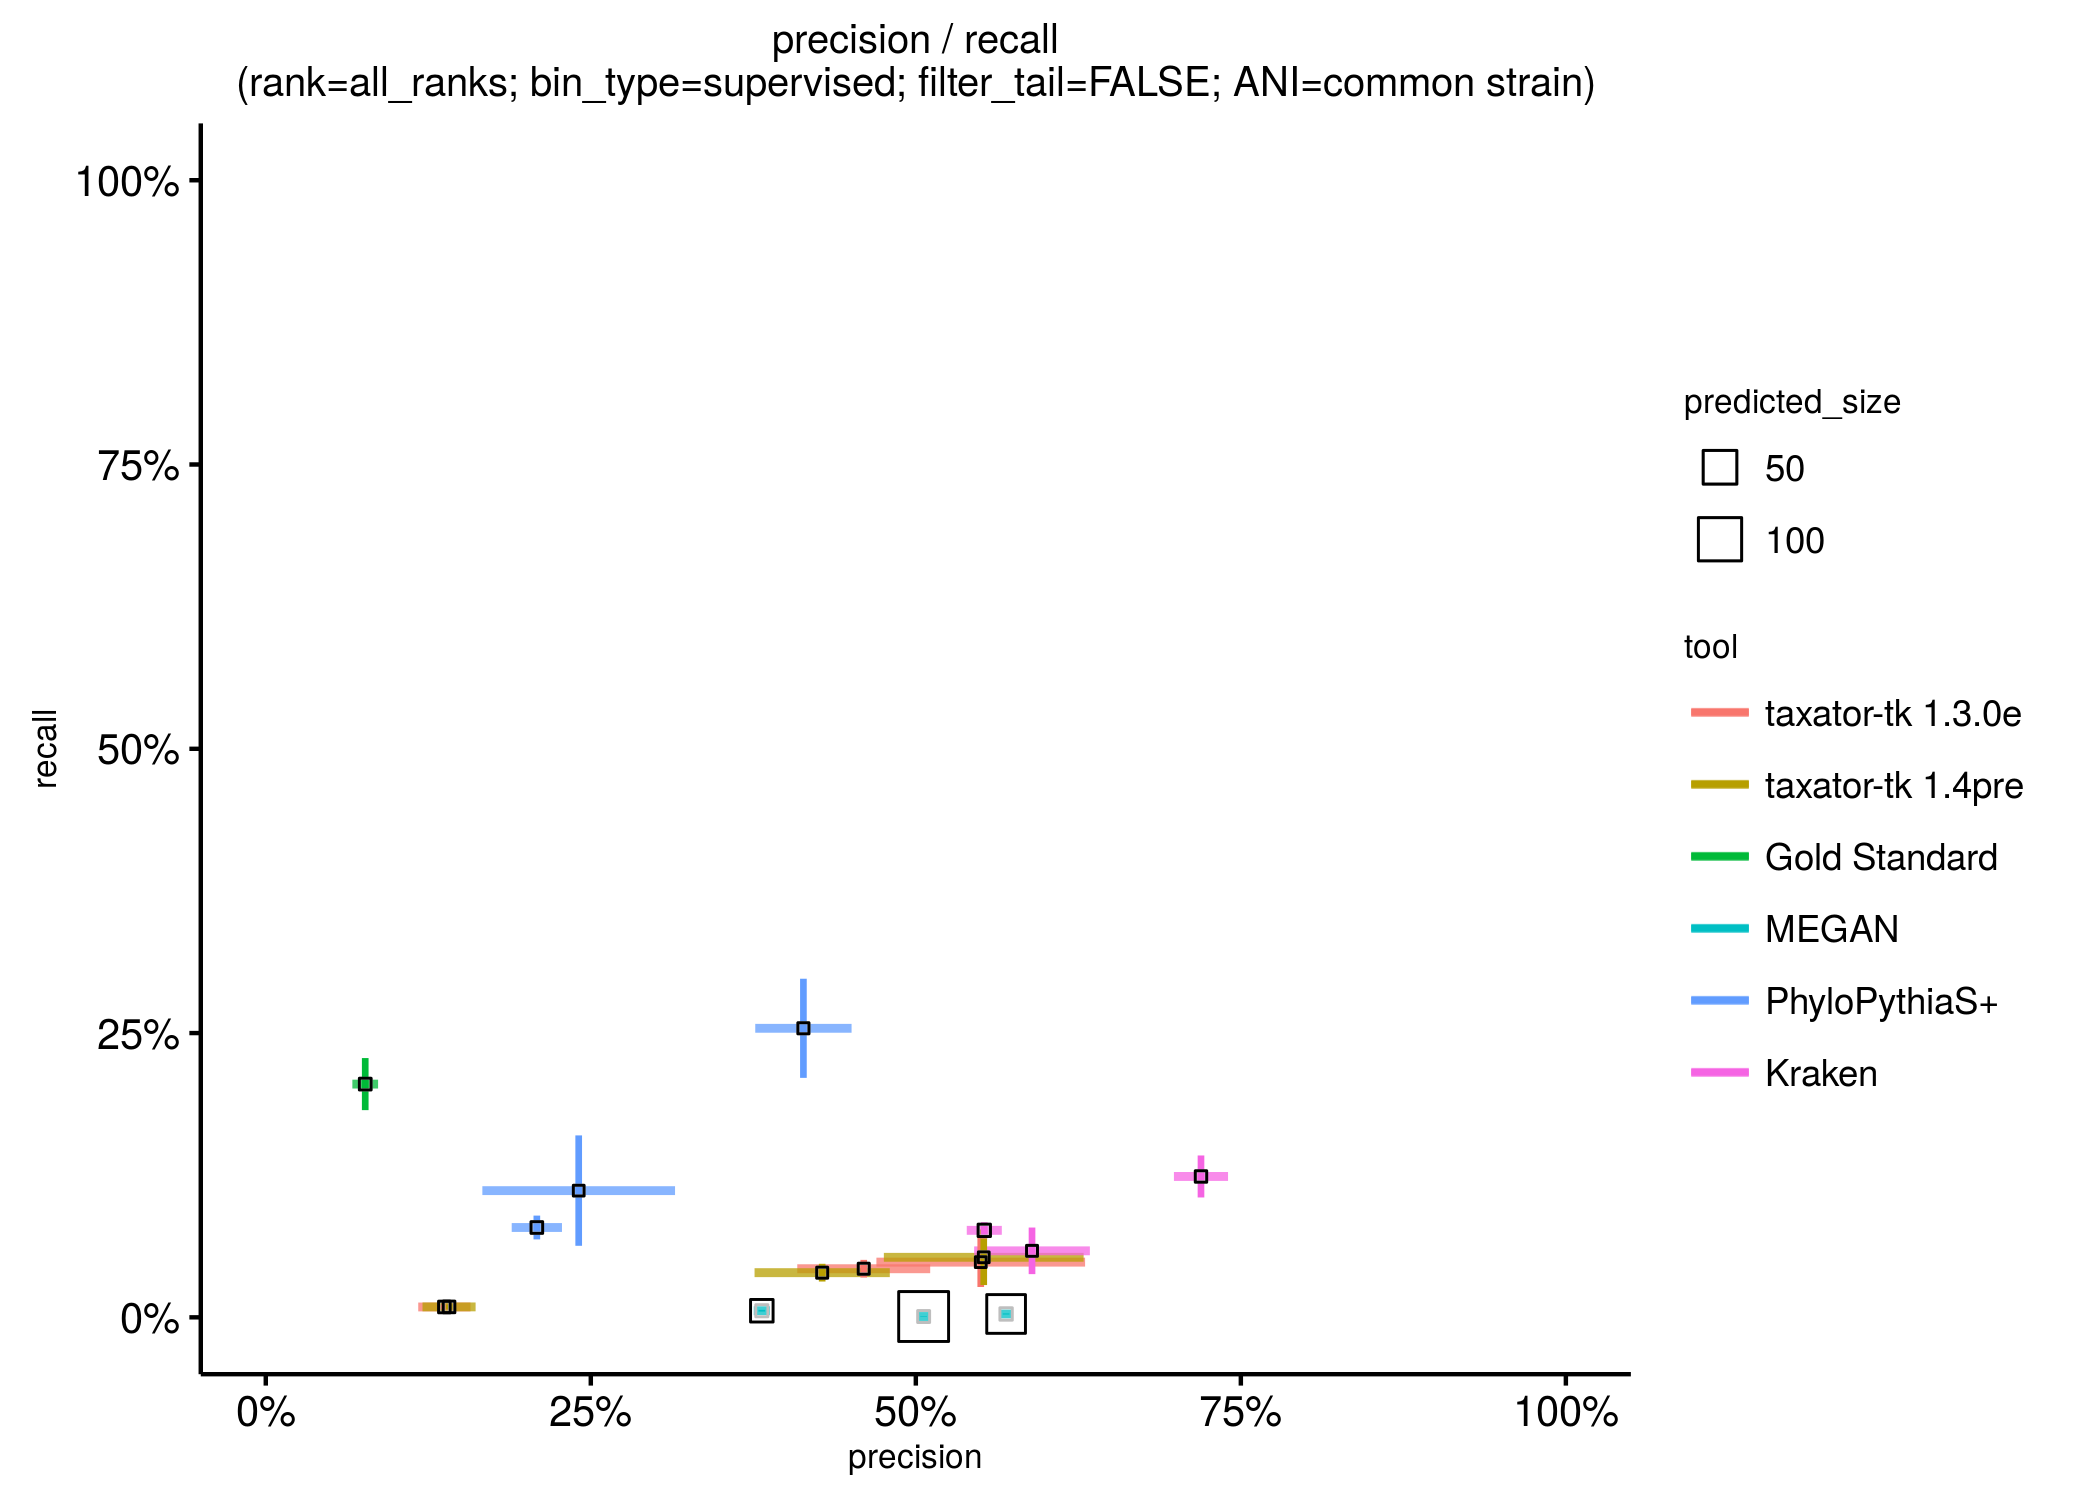 precision / recall
(rank=all_ranks; bin_type=supervised; filter_tail=FALSE; ANI=common strain)
100%
75%
50%
25%
0%
recall
0%
25%
50%
75%
100%
precision
predicted_size
50
100
tool
taxator-tk 1.3.0e
taxator-tk 1.4pre
Gold Standard
MEGAN
PhyloPythiaS+
Kraken